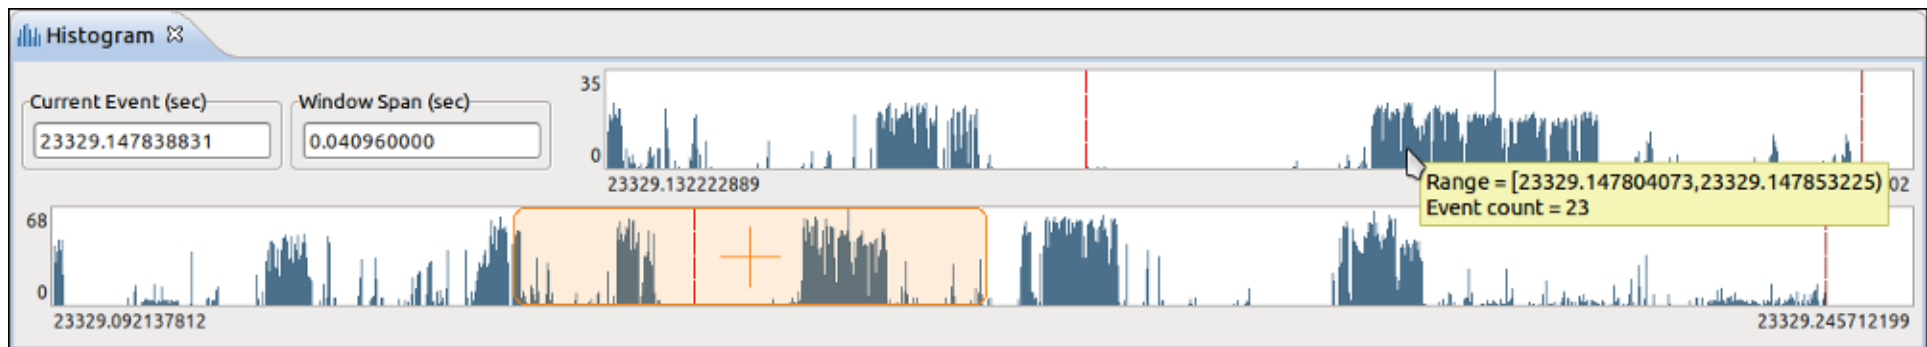 Histogram
Current Event (sec)
23329.147838831
Window Span (sec)
0.040960000
35
0
23329.132222889
02
Range = [23329.147804073,23329.147853225)
Event count = 23
68
0
23329.092137812
23329.245712199